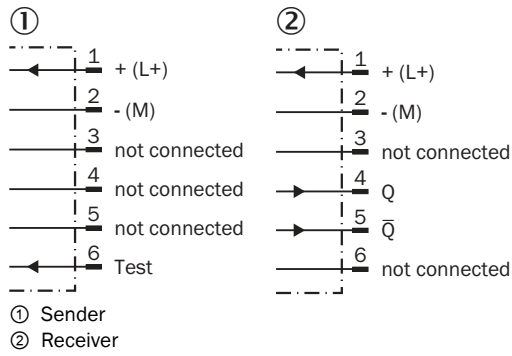 ①
1 + (L+)
2 - (M)
3 not connected
4 not connected
5 not connected
6 Test
②
1 + (L+)
2 - (M)
3 not connected
4 Q
5 Q̅
6 not connected
① Sender
② Receiver